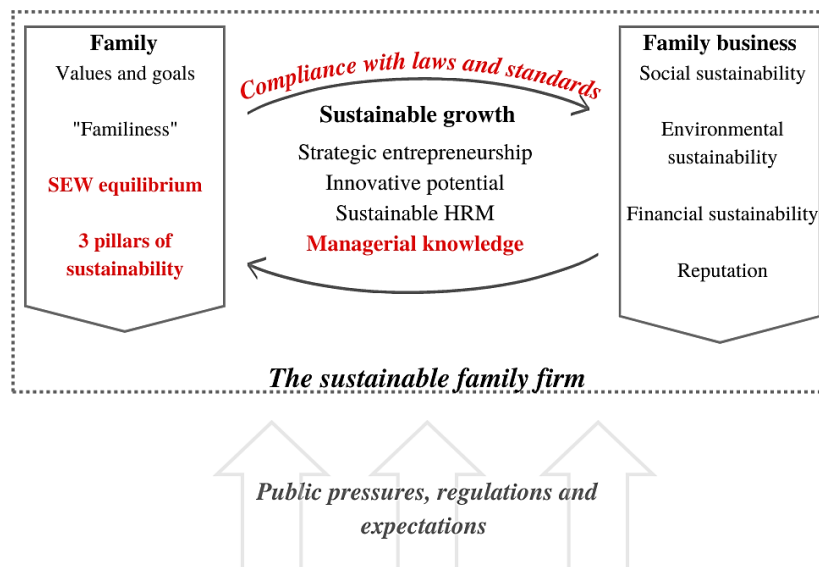 Family
Values and goals
"Familiness"
SEW equilibrium
3 pillars of
sustainability
Compliance with laws and standards
Sustainable growth
Strategic entrepreneurship
Innovative potential
Sustainable HRM
Managerial knowledge
Family business
Social sustainability
Environmental
sustainability
Financial sustainability
Reputation
The sustainable family firm
Public pressures, regulations and
expectations